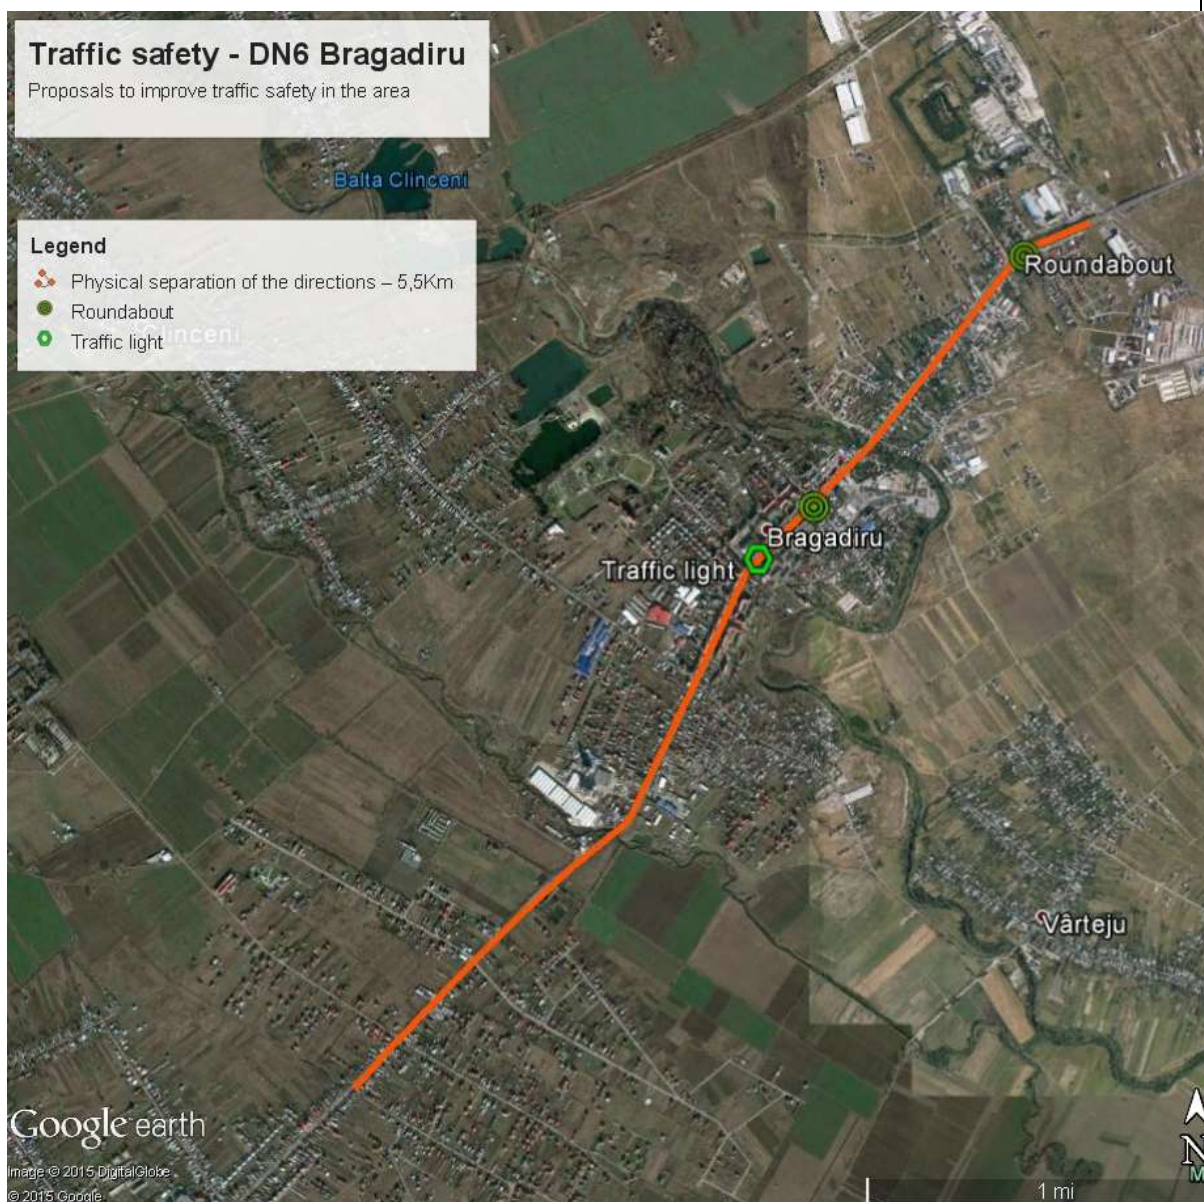 Traffic safety - DN6 Bragadiru
Proposals to improve traffic safety in the area
Balta Clinceni
Legend
Physical separation of the directions – 5,5Km
Roundabout
Clinceni
Traffic light
Roundabout
Bragadiru
Traffic light
Vârteju
Google earth
Image © 2015 DigitalGlobe
© 2015 Google
1 mi
N